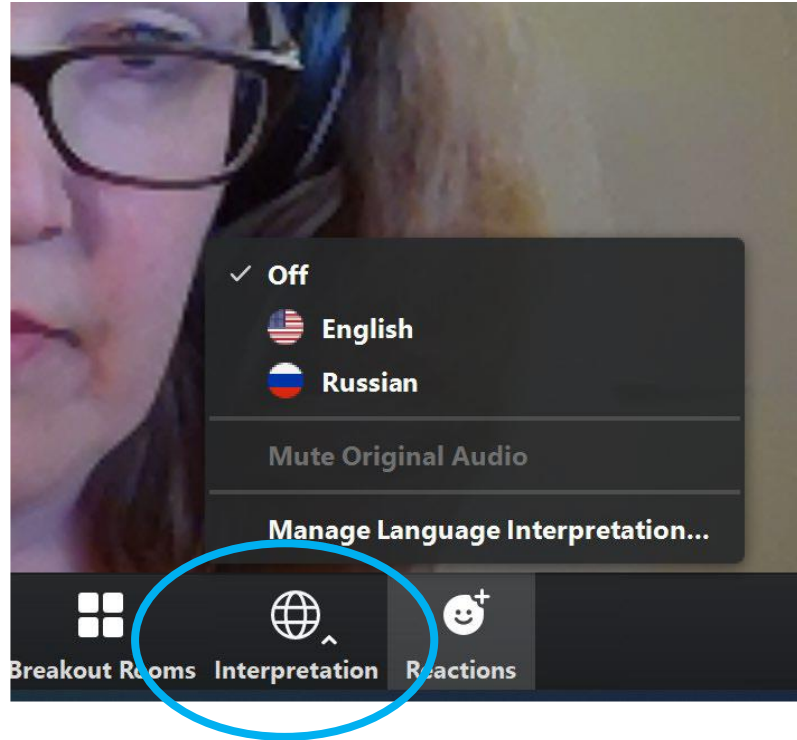 Off
English
Russian
Mute Original Audio
Manage Language Interpretation...
Breakout Rooms Interpretation Reactions